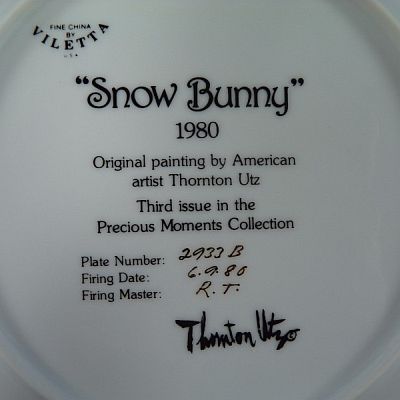 FINE CHINA
BY
VILETTA
U.S.A.
“Snow Bunny”
1980
Original painting by American
artist Thornton Utz
Third issue in the
Precious Moments Collection
Plate Number: 2933 B
Firing Date: 6.9.80
Firing Master: R. T.
Thornton Utz©